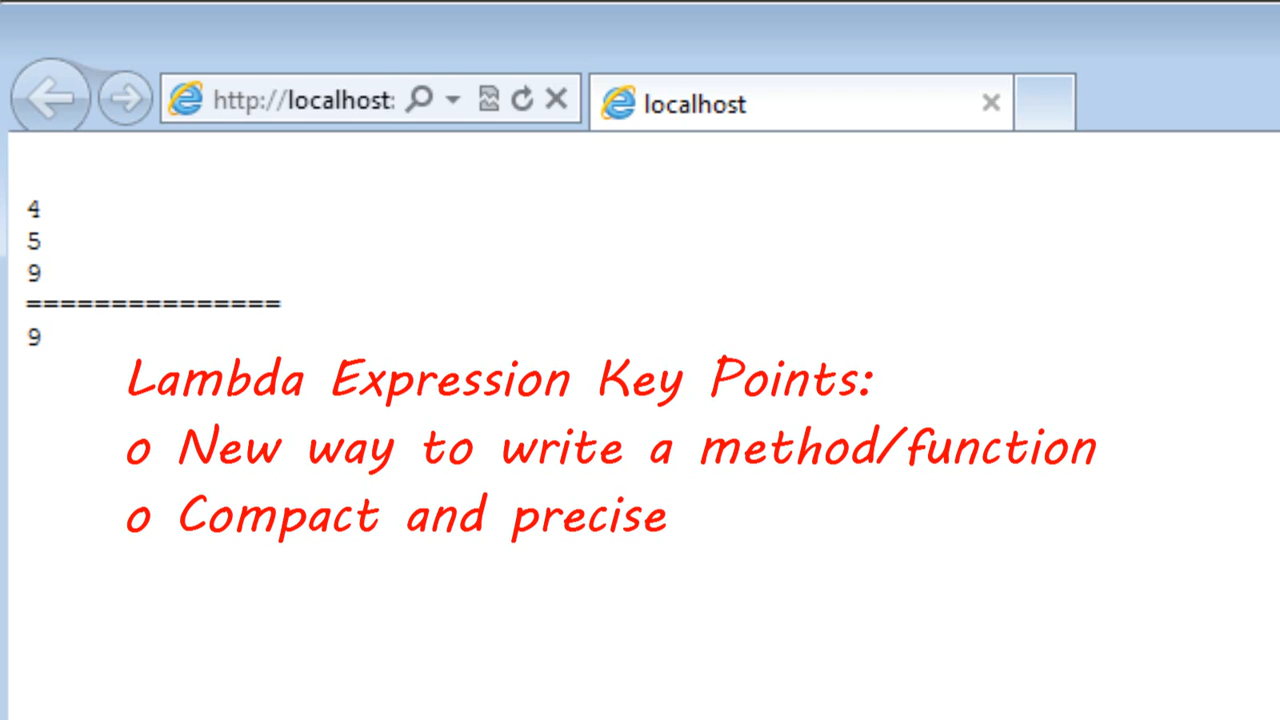 http://localhost:
localhost
4
5
9
===============
9
Lambda Expression Key Points:
o New way to write a method/function
o Compact and precise